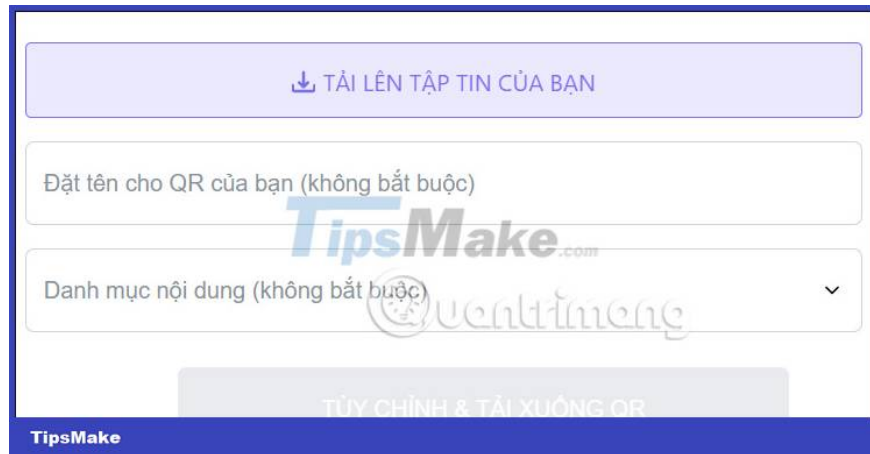 TẢI LÊN TẬP TIN CỦA BẠN
Đặt tên cho QR của bạn (không bắt buộc)
TipsMake.com
Danh mục nội dung (không bắt buộc)
Quantrimang
TÙY CHỈNH & TẢI XUỐNG QR
TipsMake